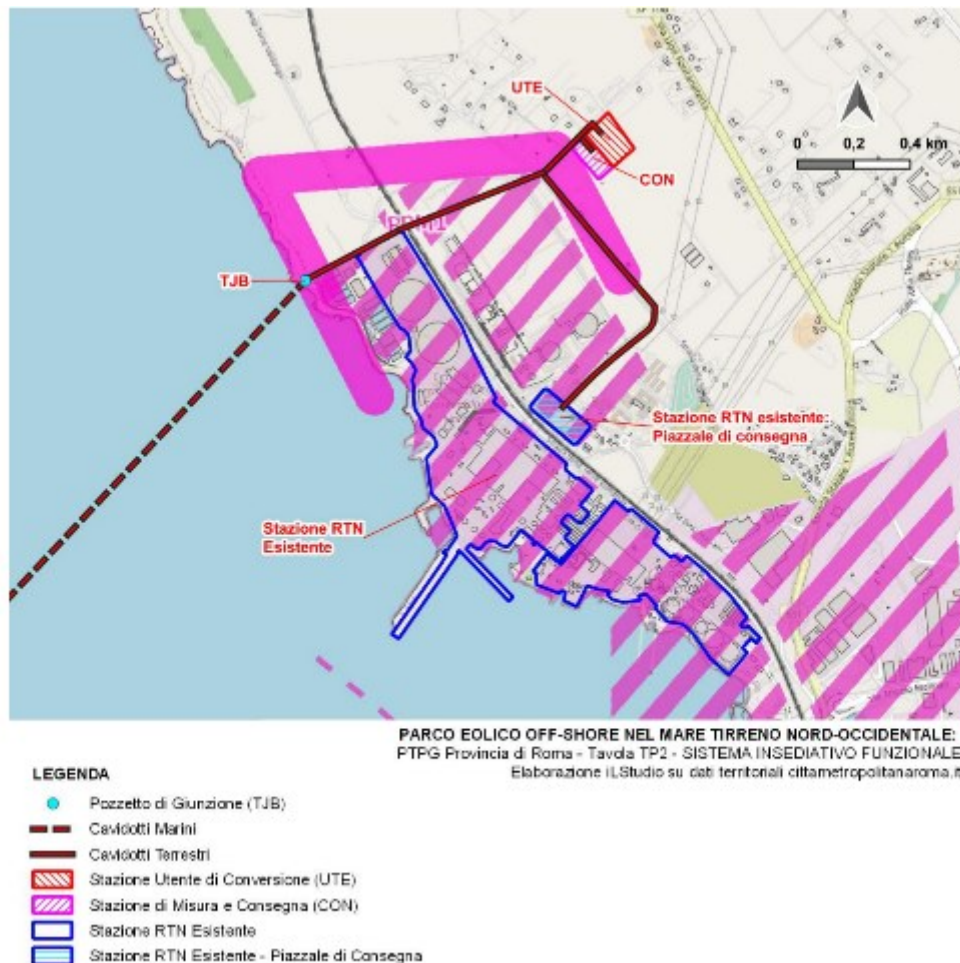 UTE
0 0,2 0,4 km
CON
PRM1
TJB
Stazione RTN esistente:
Piazzale di consegna
Stazione RTN
Esistente
PARCO EOLICO OFF-SHORE NEL MARE TIRRENO NORD-OCCIDENTALE:
PTPG Provincia di Roma - Tavola TP2 - SISTEMA INSEDIATIVO FUNZIONALE
Elaborazione iLStudio su dati territoriali cittametropolitanaroma.it
LEGENDA
Pozzetto di Giunzione (TJB)
Cavidotti Marini
Cavidotti Terrestri
Stazione Utente di Conversione (UTE)
Stazione di Misura e Consegna (CON)
Stazione RTN Esistente
Stazione RTN Esistente - Piazzale di Consegna